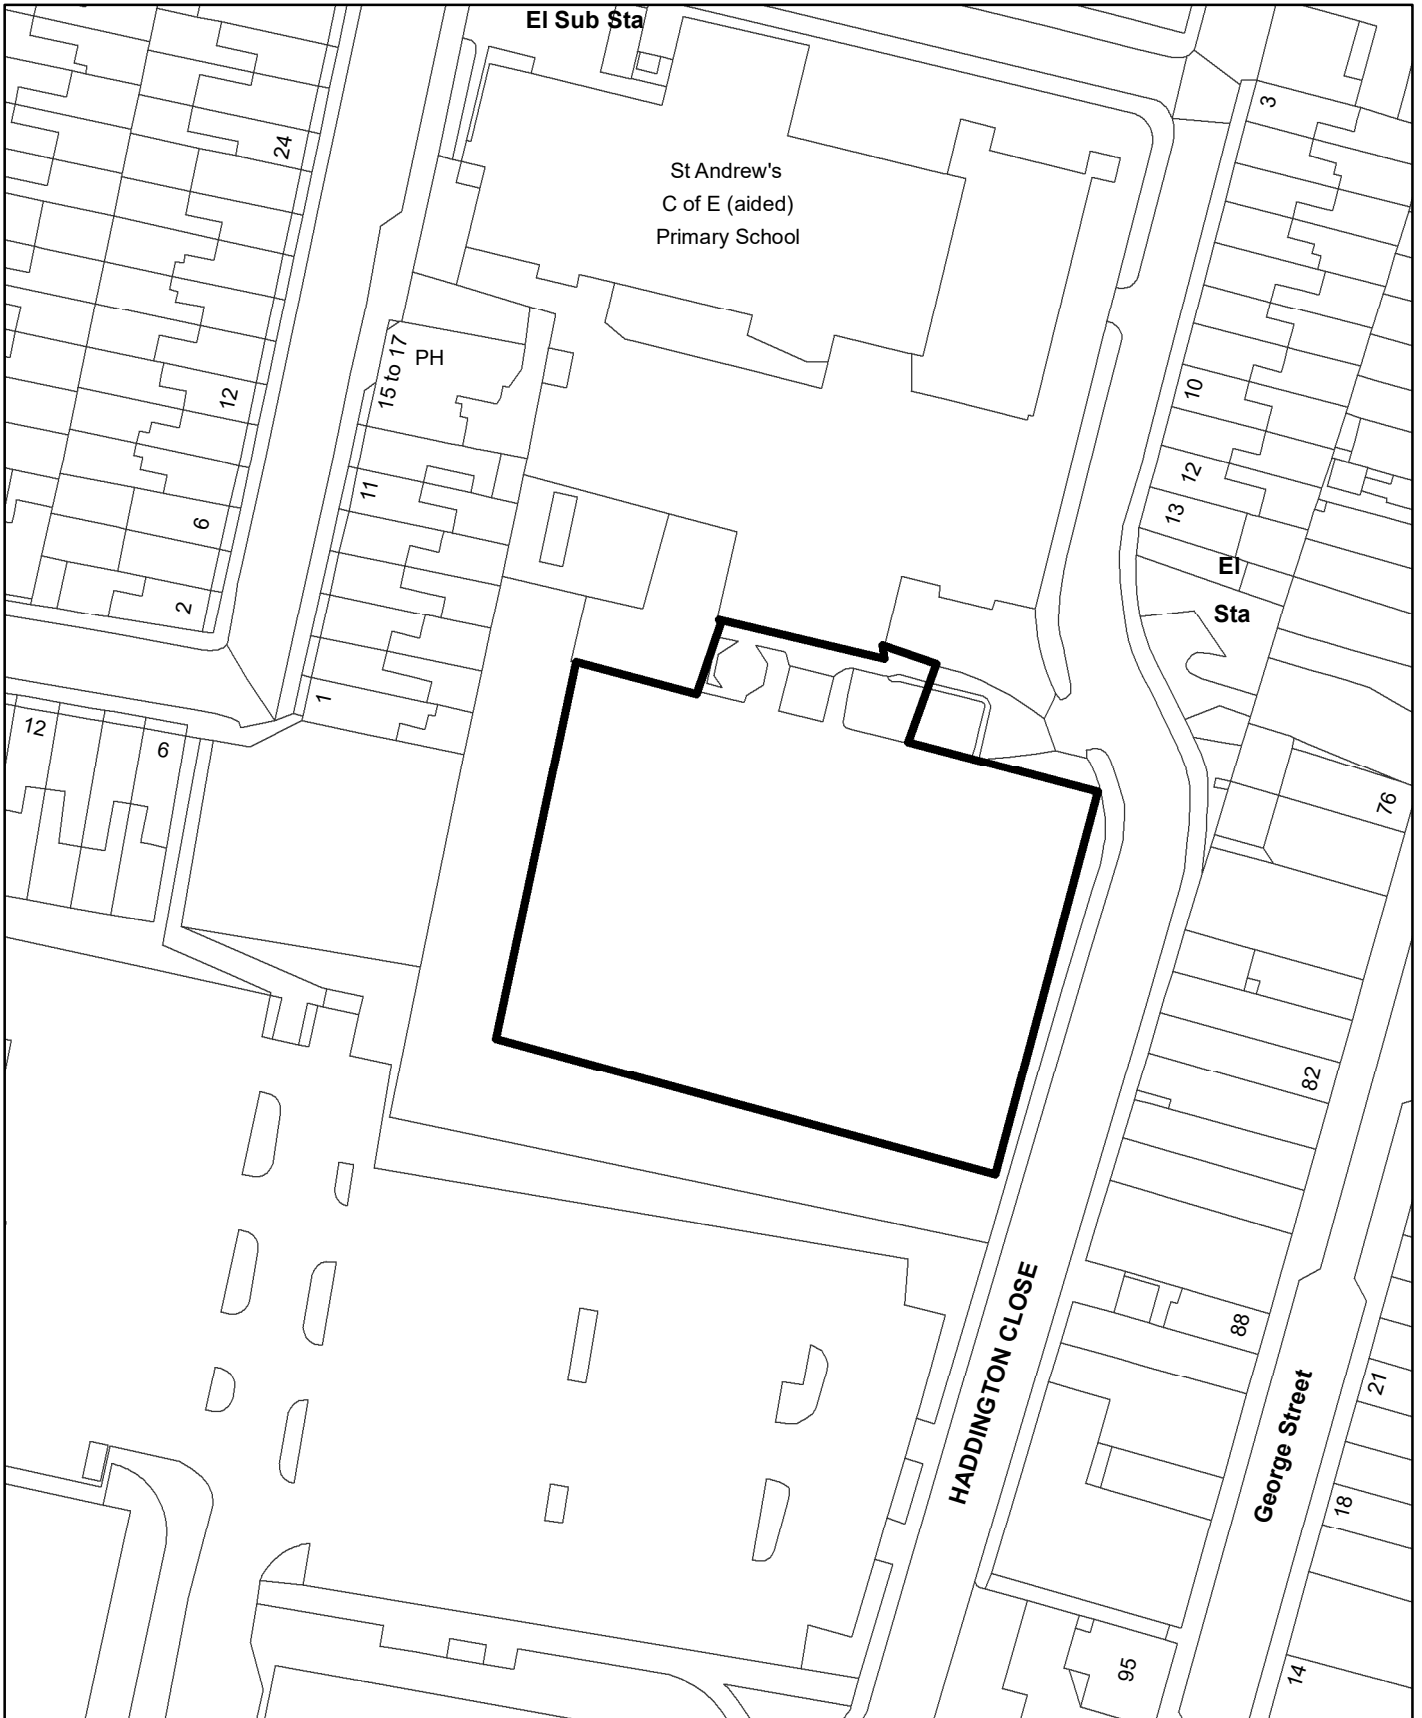 El Sub Sta
3
24
St Andrew's
C of E (aided)
Primary School
15 to 17
PH
12
10
11
12
6
13
El
Sta
2
1
12
6
76
82
HADDINGTON CLOSE
88
George Street
21
18
95
14